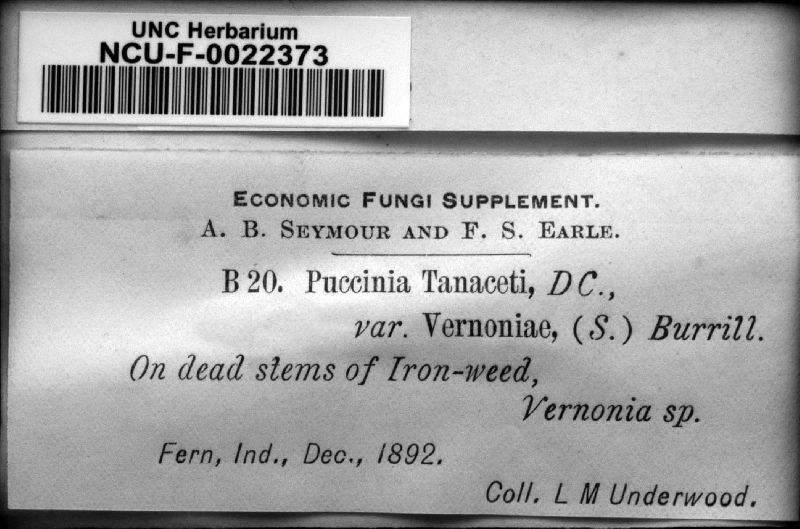 UNC Herbarium
NCU-F-0022373
ECONOMIC FUNGI SUPPLEMENT.
A. B. SEYMOUR AND F. S. EARLE.
B 20. Puccinia Tanaceti, DC.,
var. Vernoniae, (S.) Burrill.
On dead stems of Iron-weed,
Vernonia sp.
Fern, Ind., Dec., 1892.
Coll. L M Underwood.